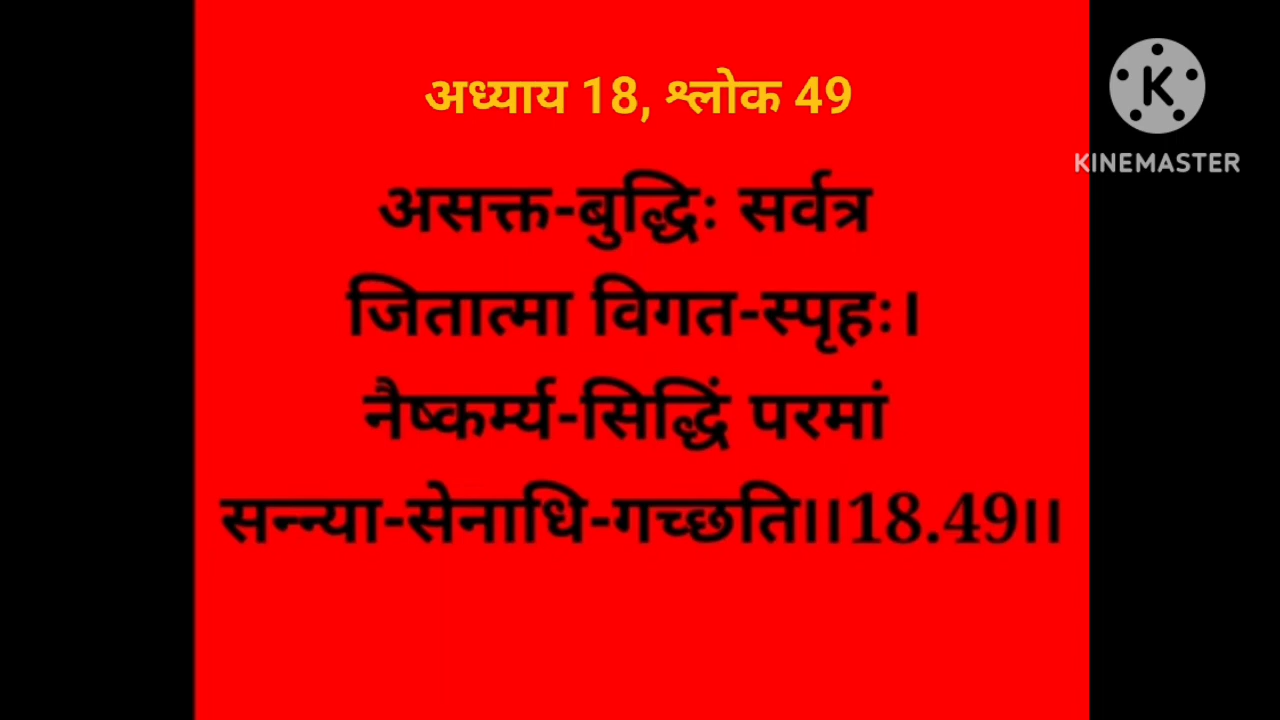 अध्याय 18, श्लोक 49
असक्त-बुद्धिः सर्वत्र
जितात्मा विगत-स्पृहः।
नैष्कर्म्य-सिद्धिं परमां
सन्न्या-सेनाधि-गच्छति।।18.49।।
KINEMASTER